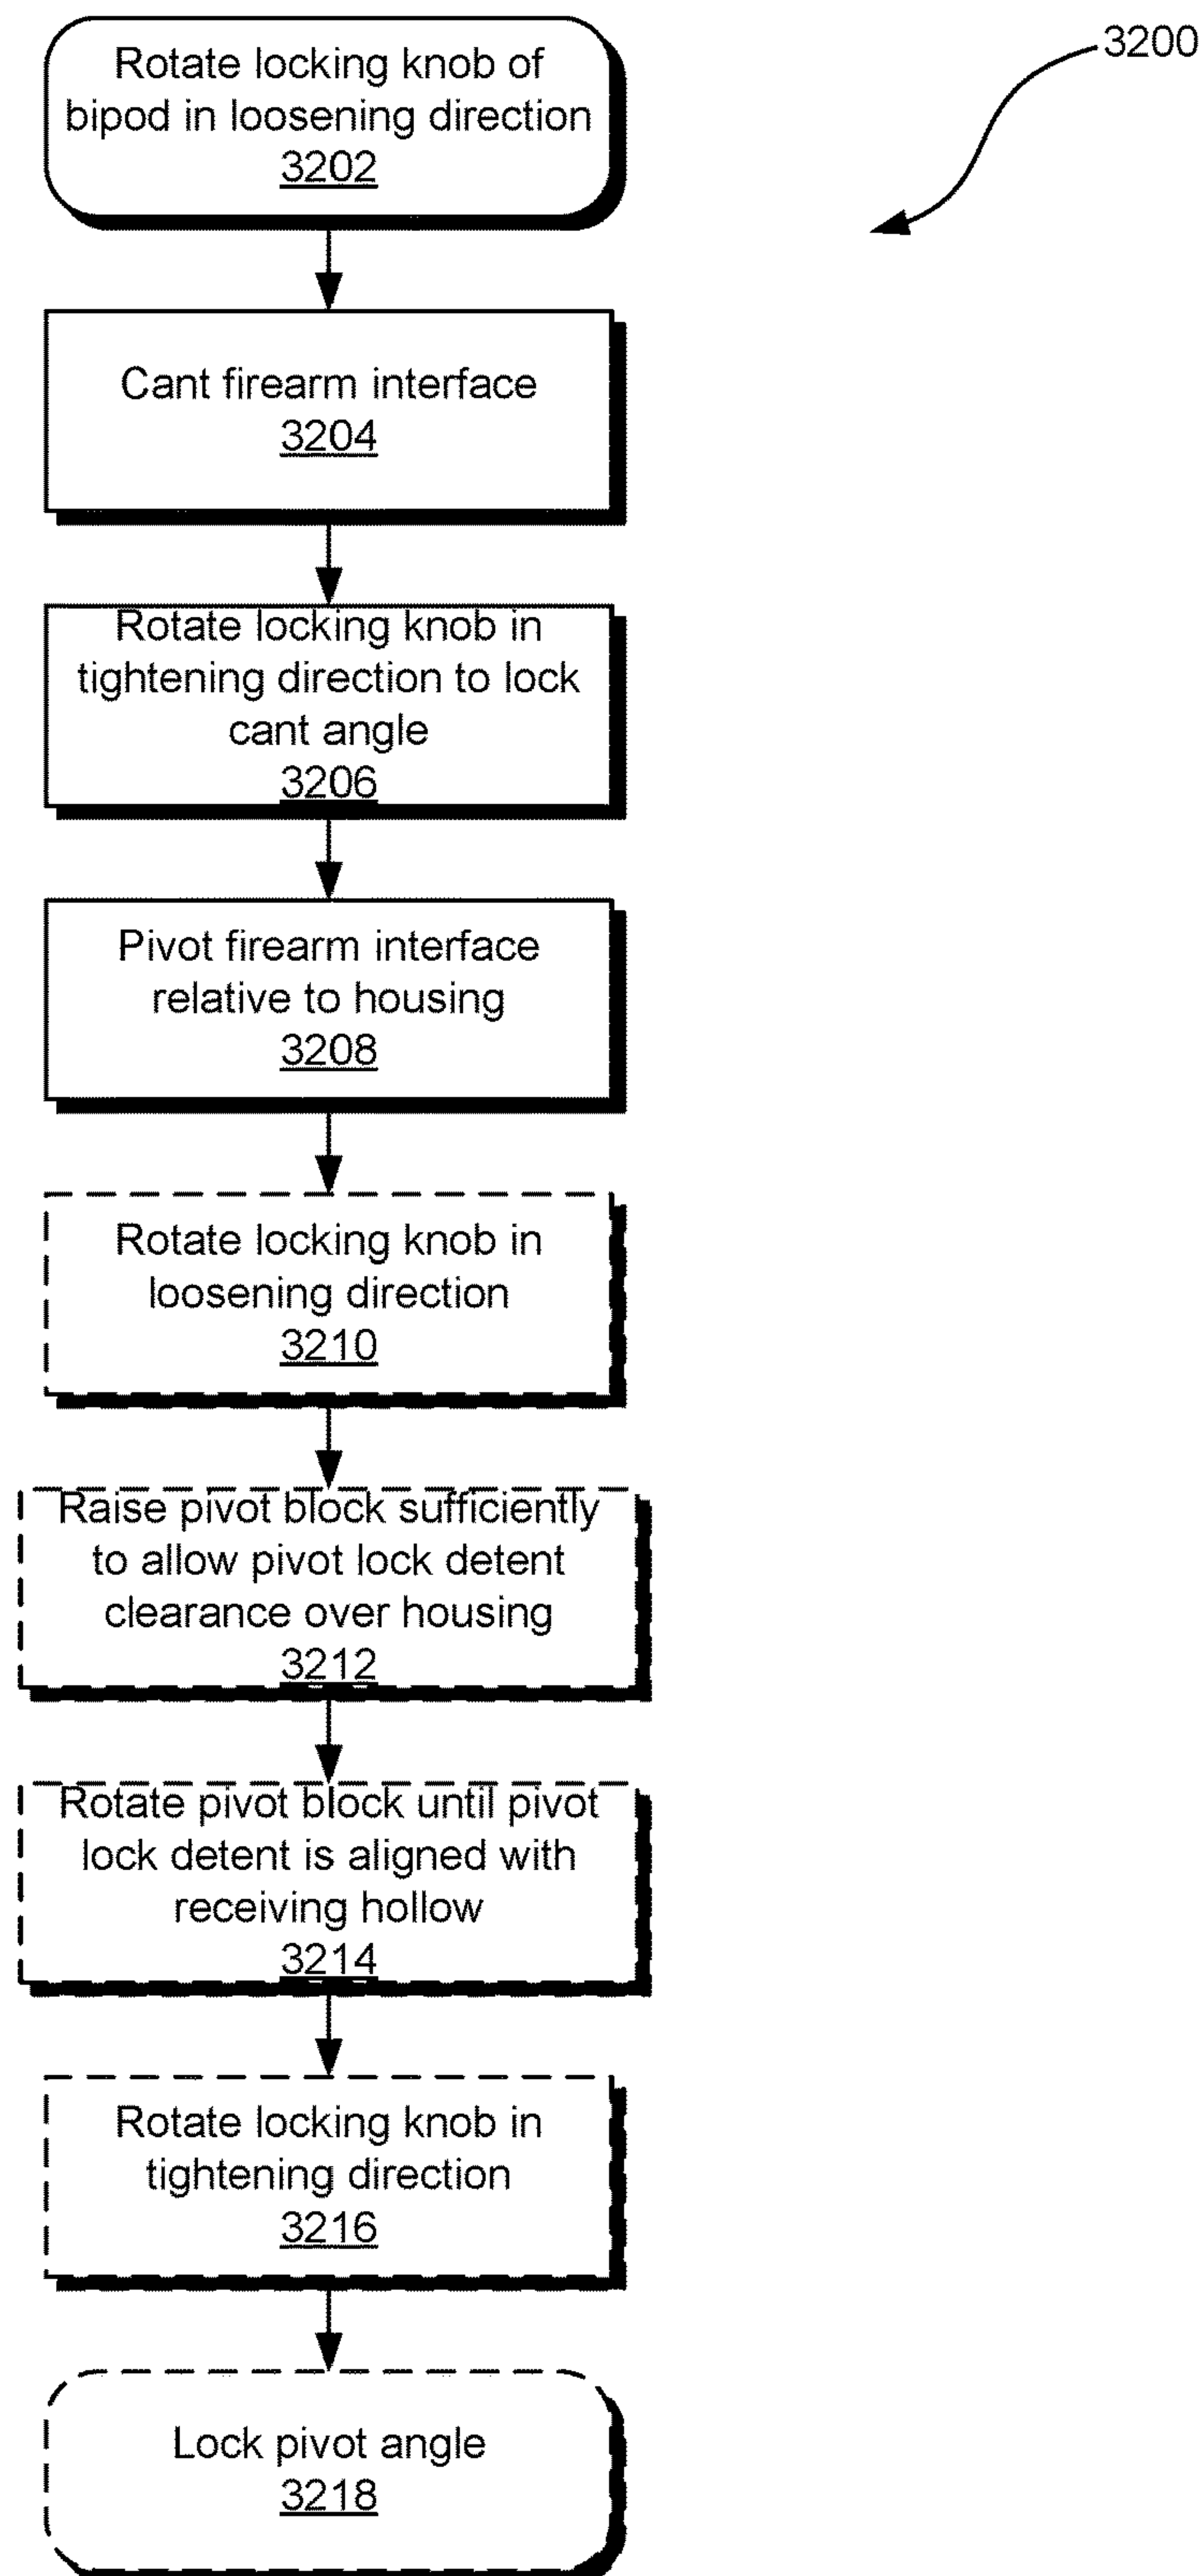 3200
Rotate locking knob of
bipod in loosening direction
3202
Cant firearm interface
3204
Rotate locking knob in
tightening direction to lock
cant angle
3206
Pivot firearm interface
relative to housing
3208
Rotate locking knob in
loosening direction
3210
Raise pivot block sufficiently
to allow pivot lock detent
clearance over housing
3212
Rotate pivot block until pivot
lock detent is aligned with
receiving hollow
3214
Rotate locking knob in
tightening direction
3216
Lock pivot angle
3218